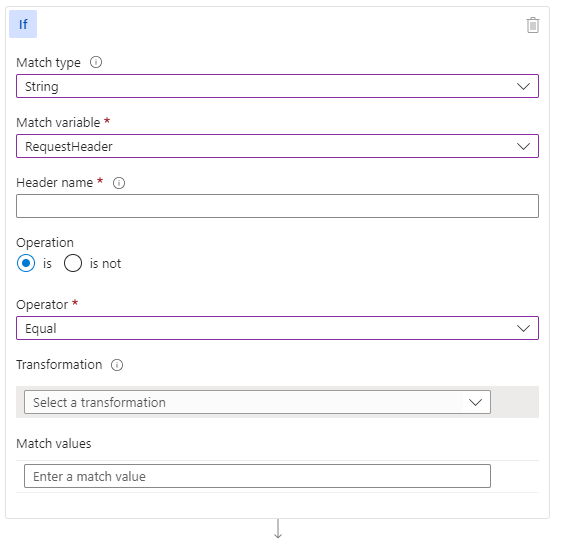 If
Match type
String
Match variable *
RequestHeader
Header name *
Operation
is is not
Operator *
Equal
Transformation
Select a transformation
Match values
Enter a match value